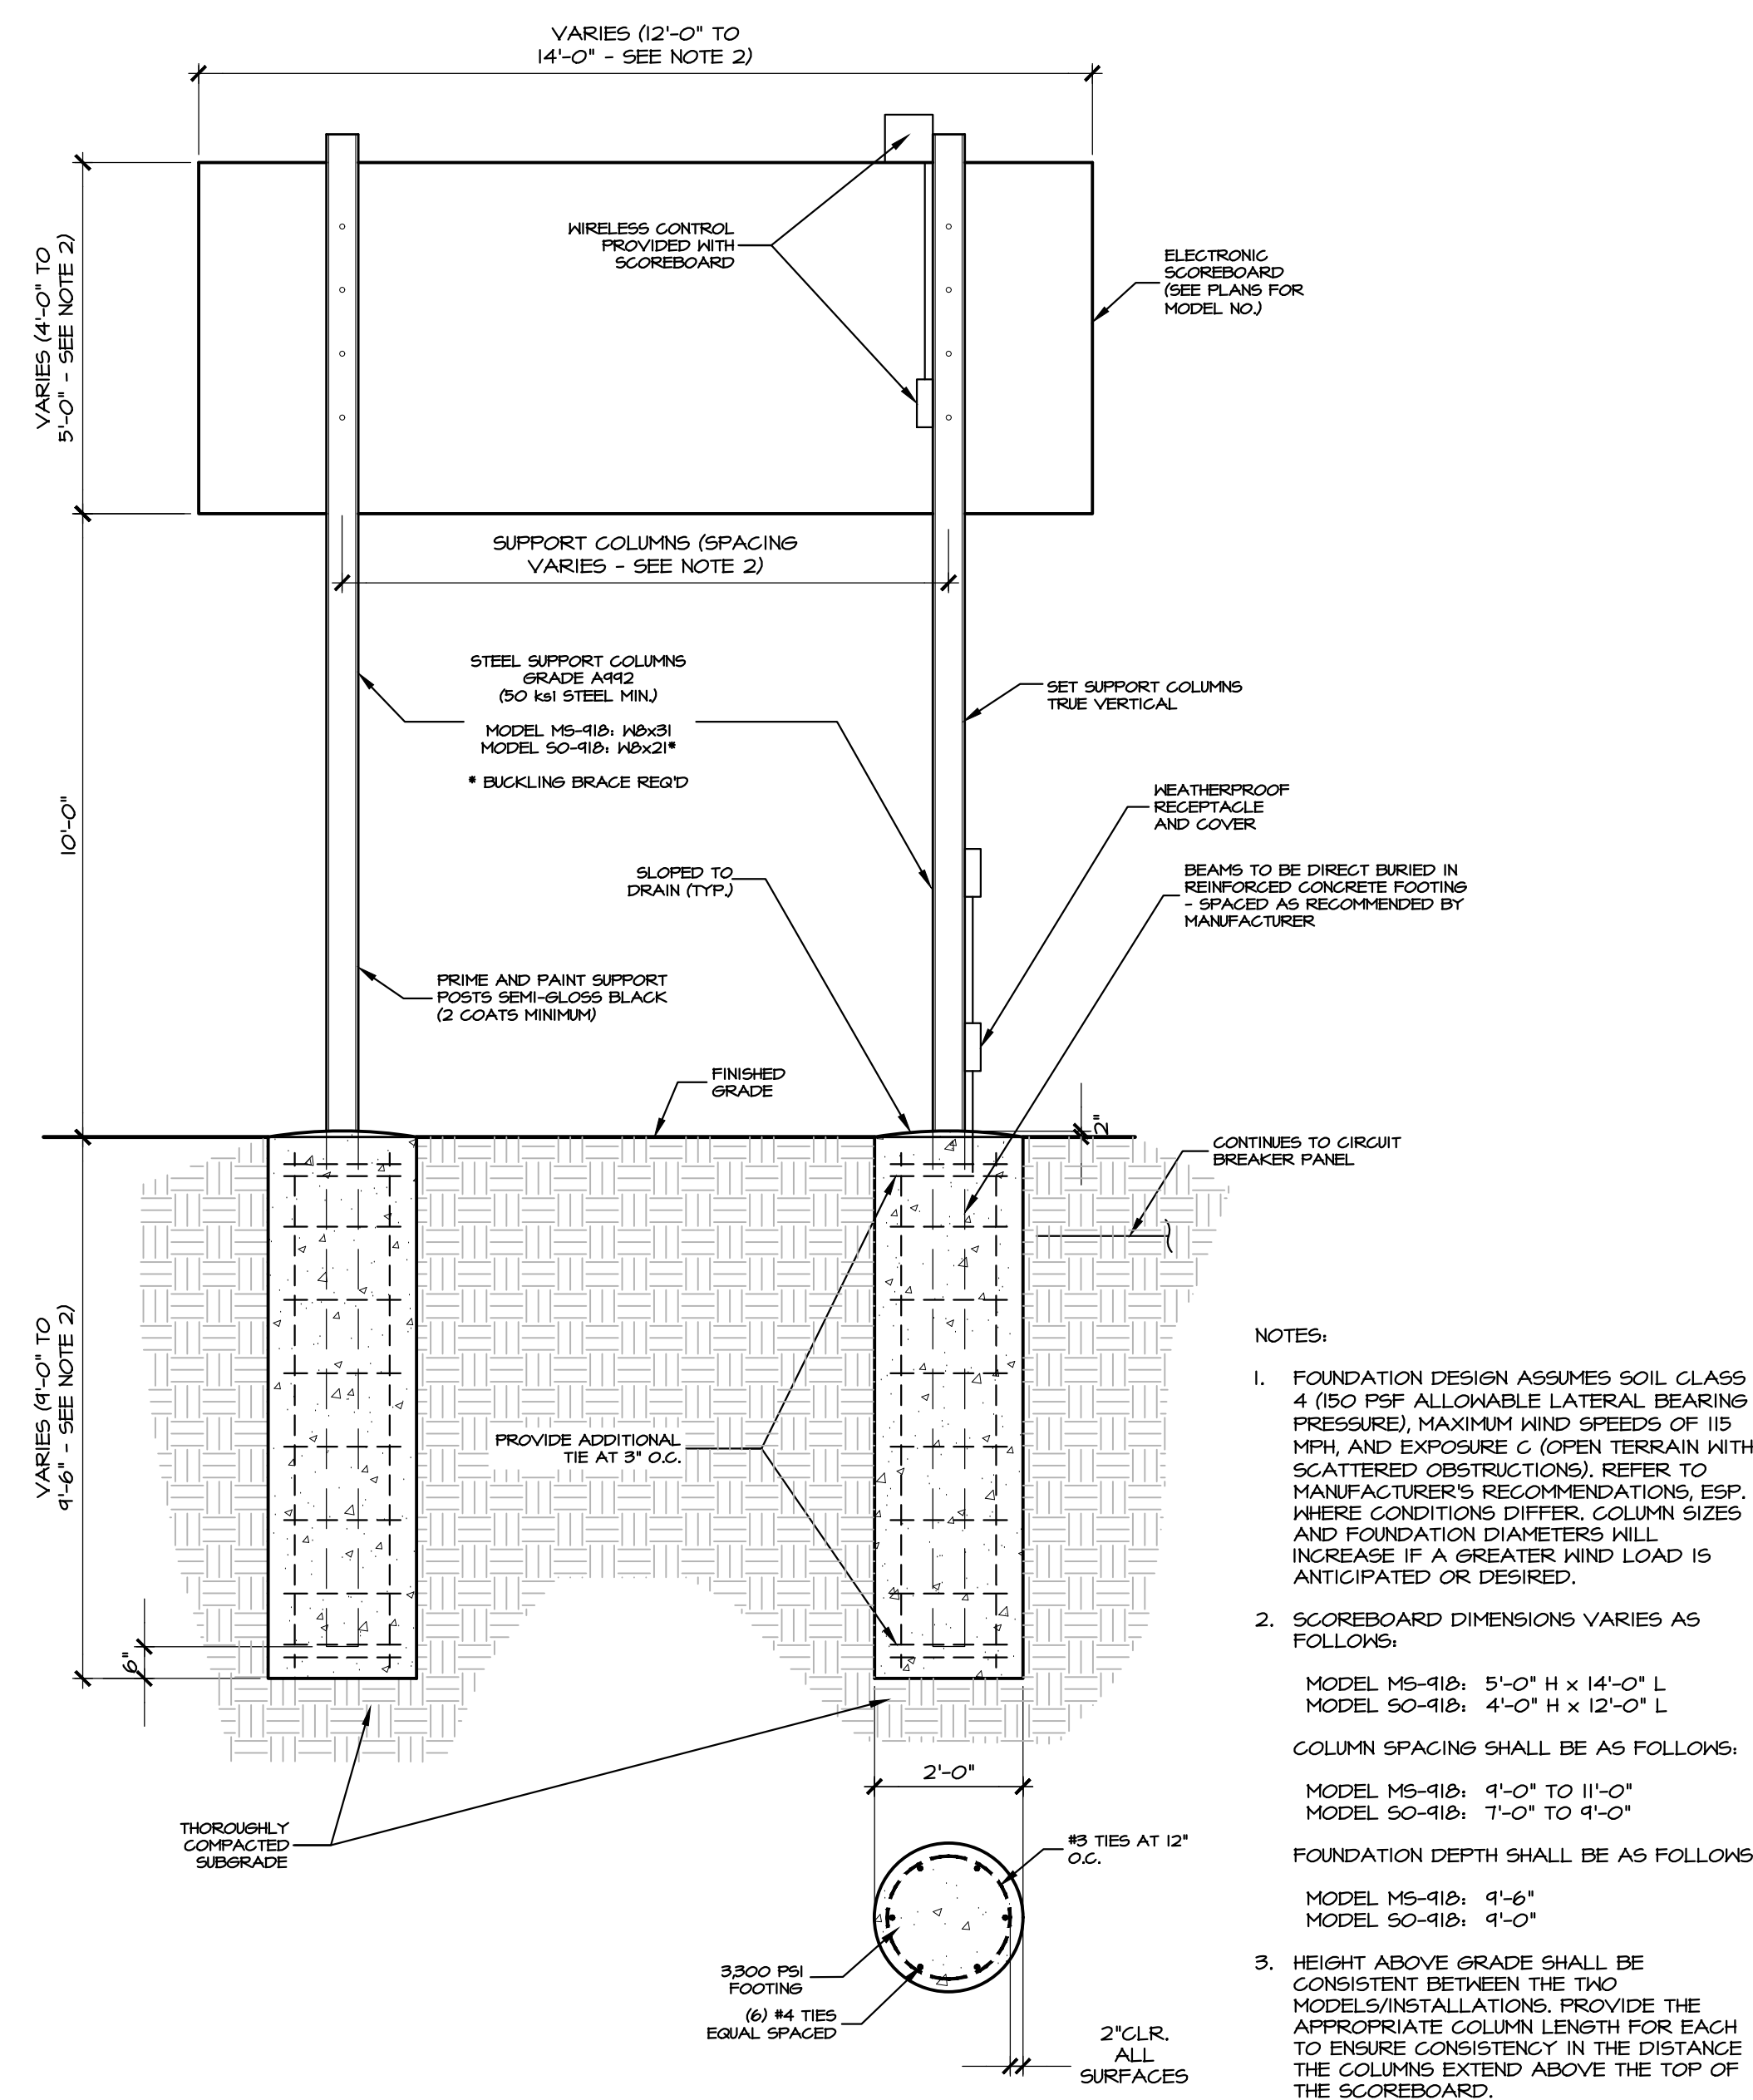 VARIES (12'-0" TO
14'-0" - SEE NOTE 2)
VARIES (4'-0" TO
5'-0" - SEE NOTE 2)
WIRELESS CONTROL
PROVIDED WITH
SCOREBOARD
ELECTRONIC
SCOREBOARD
(SEE PLANS FOR
MODEL NO.)
SUPPORT COLUMNS (SPACING
VARIES - SEE NOTE 2)
STEEL SUPPORT COLUMNS
GRADE A992
(50 ksi STEEL MIN.)
MODEL MS-918: W8x31
MODEL SO-918: W8x21*
* BUCKLING BRACE REQ'D
SET SUPPORT COLUMNS
TRUE VERTICAL
10'-0"
WEATHERPROOF
RECEPTACLE
AND COVER
SLOPED TO
DRAIN (TYP.)
BEAMS TO BE DIRECT BURIED IN
REINFORCED CONCRETE FOOTING
- SPACED AS RECOMMENDED BY
MANUFACTURER
PRIME AND PAINT SUPPORT
POSTS SEMI-GLOSS BLACK
(2 COATS MINIMUM)
FINISHED
GRADE
2"
CONTINUES TO CIRCUIT
BREAKER PANEL
VARIES (9'-0" TO
9'-6" - SEE NOTE 2)
PROVIDE ADDITIONAL
TIE AT 3" O.C.
6"
2'-0"
THOROUGHLY
COMPACTED
SUBGRADE
#3 TIES AT 12"
O.C.
3,300 PSI
FOOTING
(6) #4 TIES
EQUAL SPACED
2"CLR.
ALL
SURFACES
NOTES:
1. FOUNDATION DESIGN ASSUMES SOIL CLASS
4 (150 PSF ALLOWABLE LATERAL BEARING
PRESSURE), MAXIMUM WIND SPEEDS OF 115
MPH, AND EXPOSURE C (OPEN TERRAIN WITH
SCATTERED OBSTRUCTIONS). REFER TO
MANUFACTURER'S RECOMMENDATIONS, ESP.
WHERE CONDITIONS DIFFER. COLUMN SIZES
AND FOUNDATION DIAMETERS WILL
INCREASE IF A GREATER WIND LOAD IS
ANTICIPATED OR DESIRED.
2. SCOREBOARD DIMENSIONS VARIES AS
FOLLOWS:
MODEL MS-918: 5'-0" H x 14'-0" L
MODEL SO-918: 4'-0" H x 12'-0" L
COLUMN SPACING SHALL BE AS FOLLOWS:
MODEL MS-918: 9'-0" TO 11'-0"
MODEL SO-918: 7'-0" TO 9'-0"
FOUNDATION DEPTH SHALL BE AS FOLLOWS
MODEL MS-918: 9'-6"
MODEL SO-918: 9'-0"
3. HEIGHT ABOVE GRADE SHALL BE
CONSISTENT BETWEEN THE TWO
MODELS/INSTALLATIONS. PROVIDE THE
APPROPRIATE COLUMN LENGTH FOR EACH
TO ENSURE CONSISTENCY IN THE DISTANCE
THE COLUMNS EXTEND ABOVE THE TOP OF
THE SCOREBOARD.